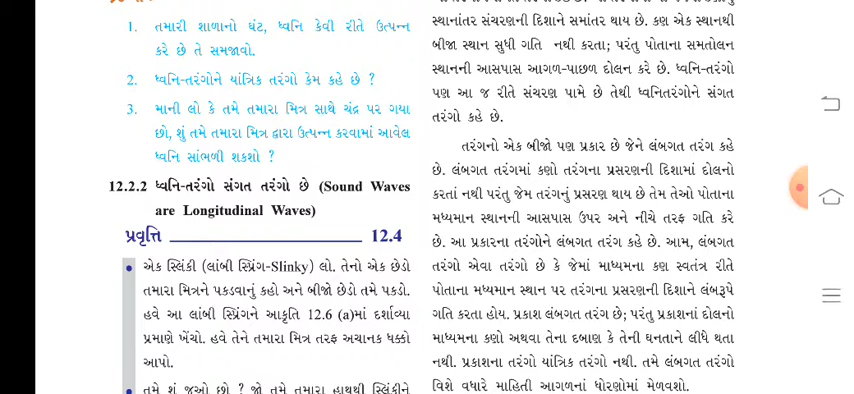 1. તમારી શાળાનો ઘંટ, ધ્વનિ કેવી રીતે ઉત્પન્ન
કરે છે તે સમજાવો.
2. ધ્વનિ-તરંગોને યાંત્રિક તરંગો કેમ કહે છે ?
3. માની લો કે તમે તમારા મિત્ર સાથે ચંદ્ર પર ગયા
છો, શું તમે તમારા મિત્ર દ્વારા ઉત્પન્ન કરવામાં આવેલ
ધ્વનિ સાંભળી શકશો ?
12.2.2 ધ્વનિ-તરંગો સંગત તરંગો છે (Sound Waves
are Longitudinal Waves)
પ્રવૃત્તિ 12.4
• એક સ્લિંકી (લાંબી સ્પ્રિંગ-Slinky) લો. તેનો એક છેડો
તમારા મિત્રને પકડવાનું કહો અને બીજો છેડો તમે પકડો.
હવે આ લાંબી સ્પ્રિંગને આકૃતિ 12.6 (a)માં દર્શાવ્યા
પ્રમાણે ખેંચો. હવે તેને તમારા મિત્ર તરફ અચાનક ધક્કો
આપો.
• તમે શું જુઓ છો ? જો તમે તમારા હાથથી સ્લિંકીને
સ્થાનાંતર સંચરણની દિશાને સમાંતર થાય છે. કણ એક સ્થાનથી
બીજા સ્થાન સુધી ગતિ નથી કરતા; પરંતુ પોતાના સમતોલન
સ્થાનની આસપાસ આગળ-પાછળ દોલન કરે છે. ધ્વનિ-તરંગો
પણ આ જ રીતે સંચરણ પામે છે તેથી ધ્વનિતરંગોને સંગત
તરંગો કહે છે.
તરંગનો એક બીજો પણ પ્રકાર છે જેને લંબગત તરંગ કહે
છે. લંબગત તરંગમાં કણો તરંગના પ્રસરણની દિશામાં દોલનો
કરતાં નથી પરંતુ જેમ તરંગનું પ્રસરણ થાય છે તેમ તેઓ પોતાના
મધ્યમાન સ્થાનની આસપાસ ઉપર અને નીચે તરફ ગતિ કરે
છે. આ પ્રકારના તરંગોને લંબગત તરંગ કહે છે. આમ, લંબગત
તરંગો એવા તરંગો છે કે જેમાં માધ્યમના કણ સ્વતંત્ર રીતે
પોતાના મધ્યમાન સ્થાન પર તરંગના પ્રસરણની દિશાને લંબરૂપે
ગતિ કરતા હોય. પ્રકાશ લંબગત તરંગ છે; પરંતુ પ્રકાશનાં દોલનો
માધ્યમના કણો અથવા તેના દબાણ કે તેની ઘનતાને લીધે થતા
નથી. પ્રકાશના તરંગો યાંત્રિક તરંગો નથી. તમે લંબગત તરંગો
વિશે વધારે માહિતી આગળનાં ધોરણોમાં મેળવશો.